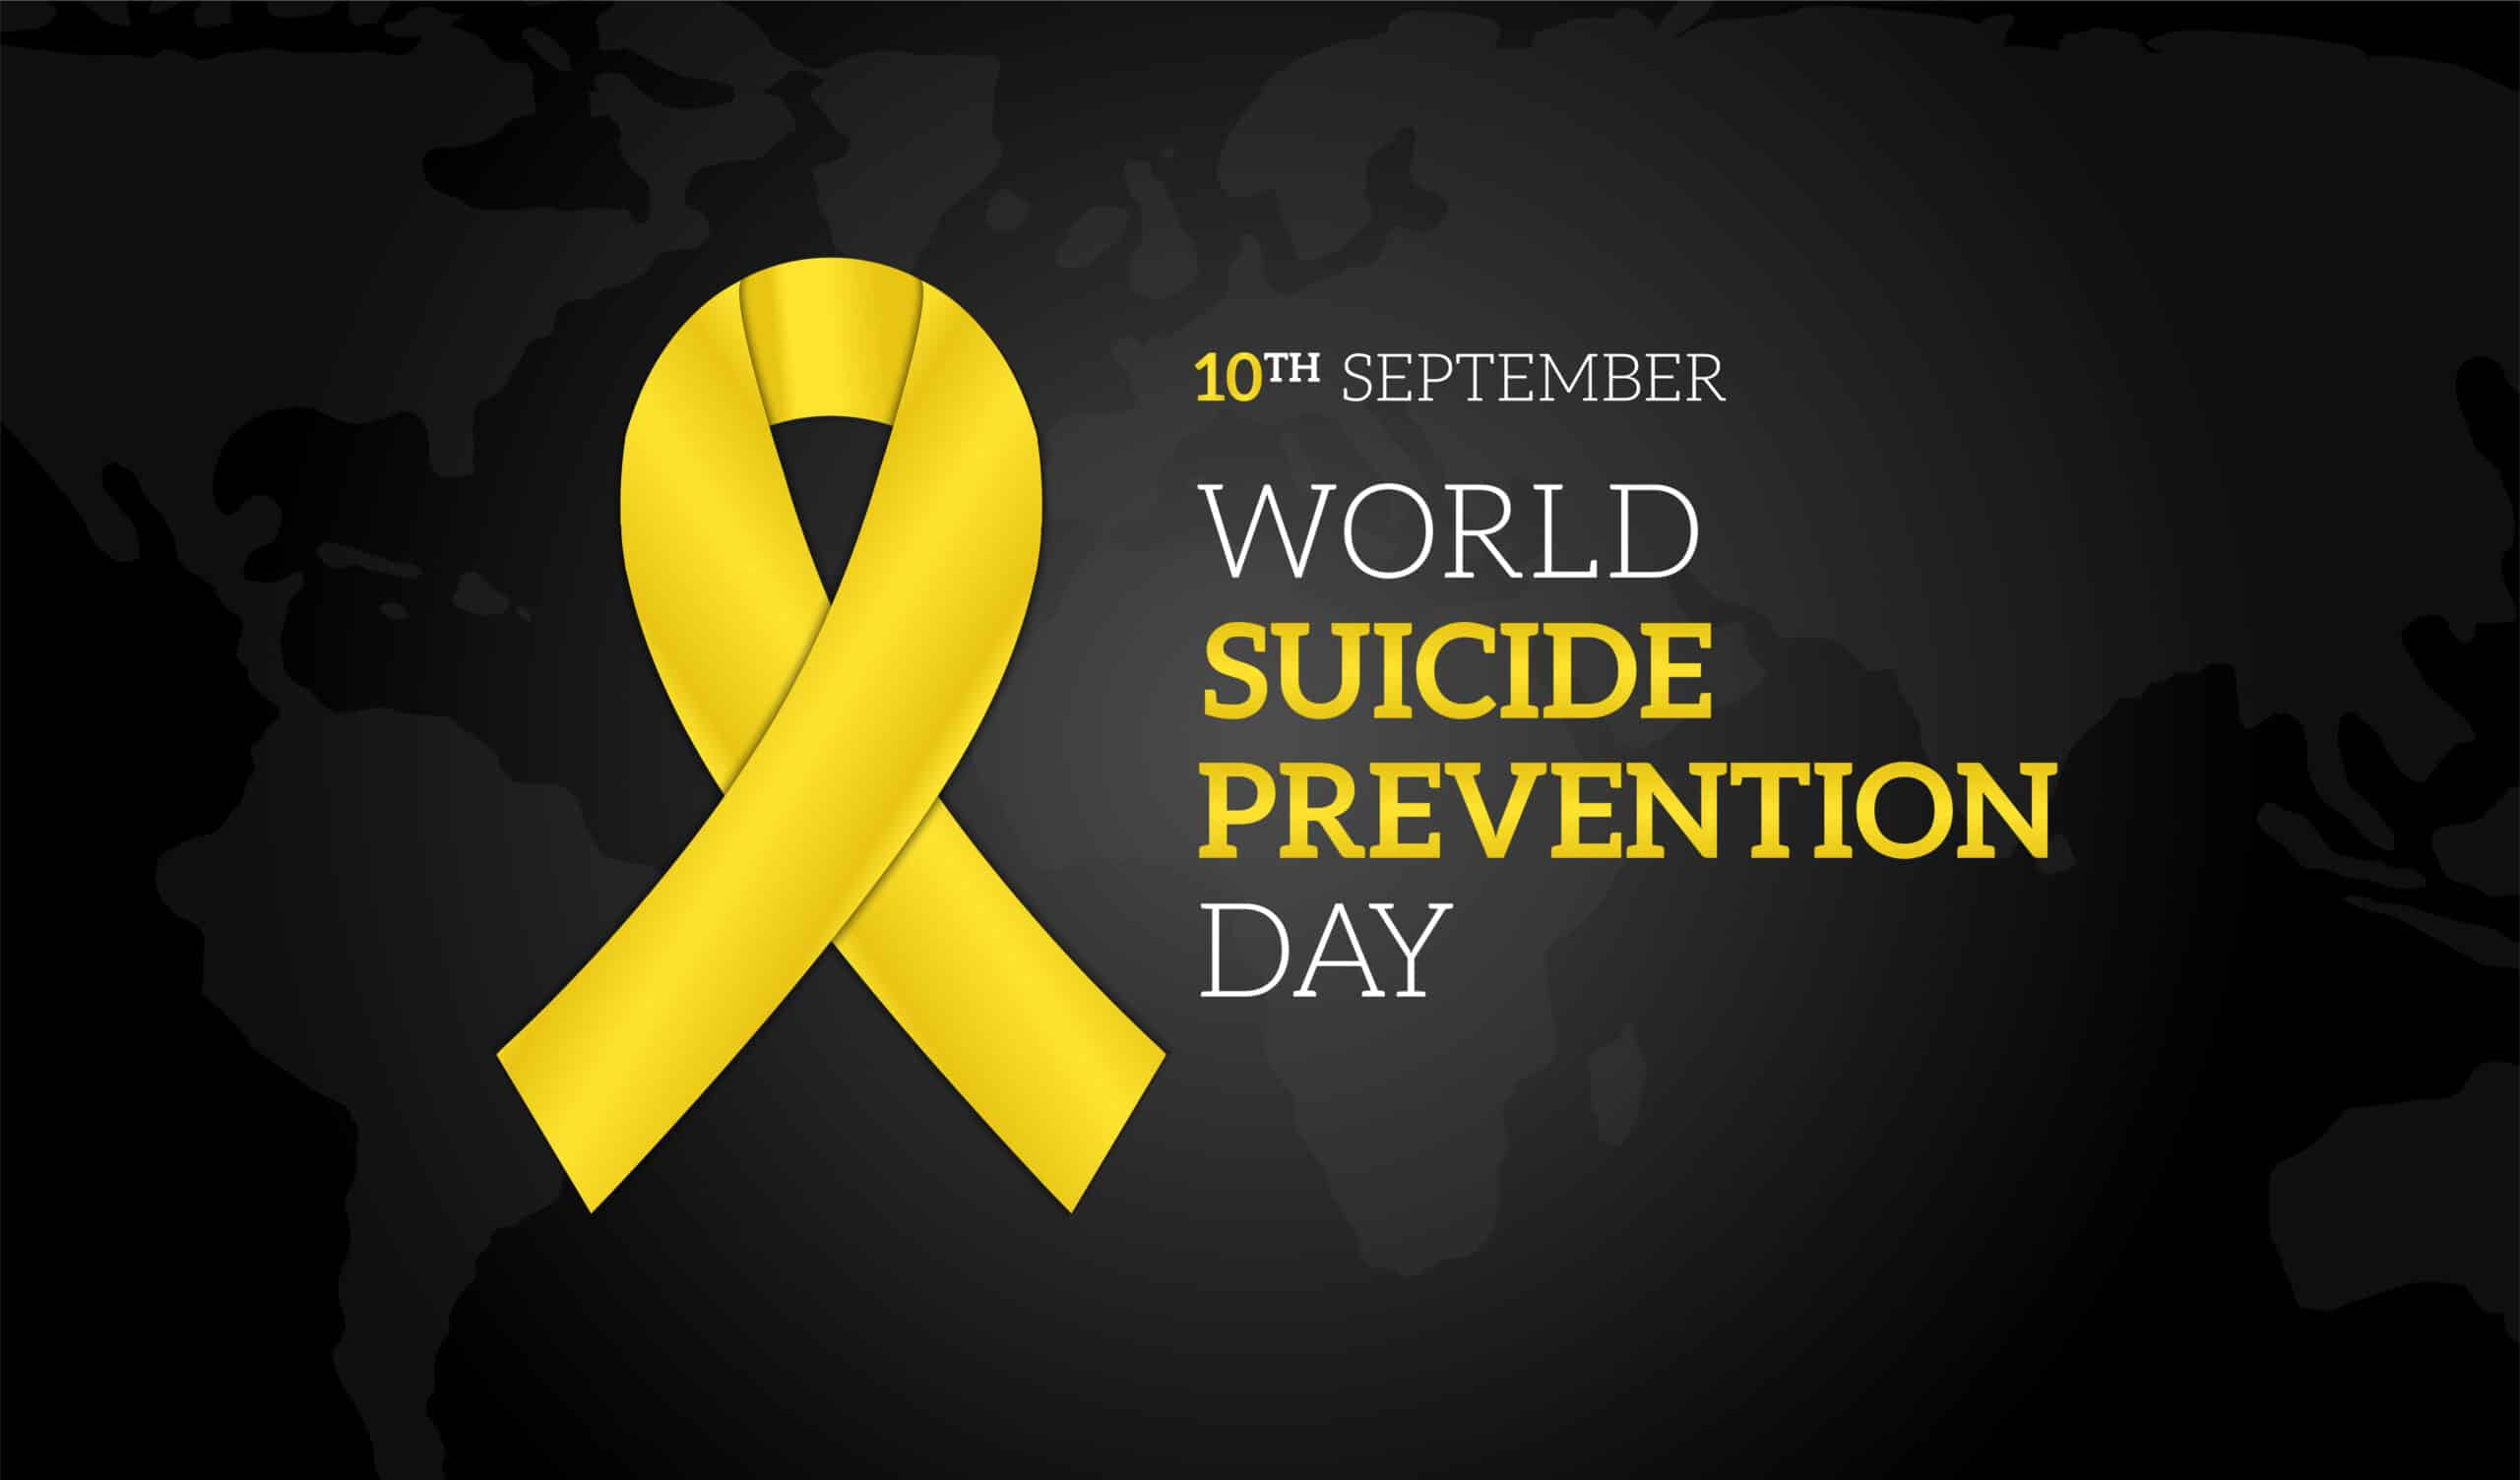 10TH SEPTEMBER
WORLD
SUICIDE
PREVENTION
DAY